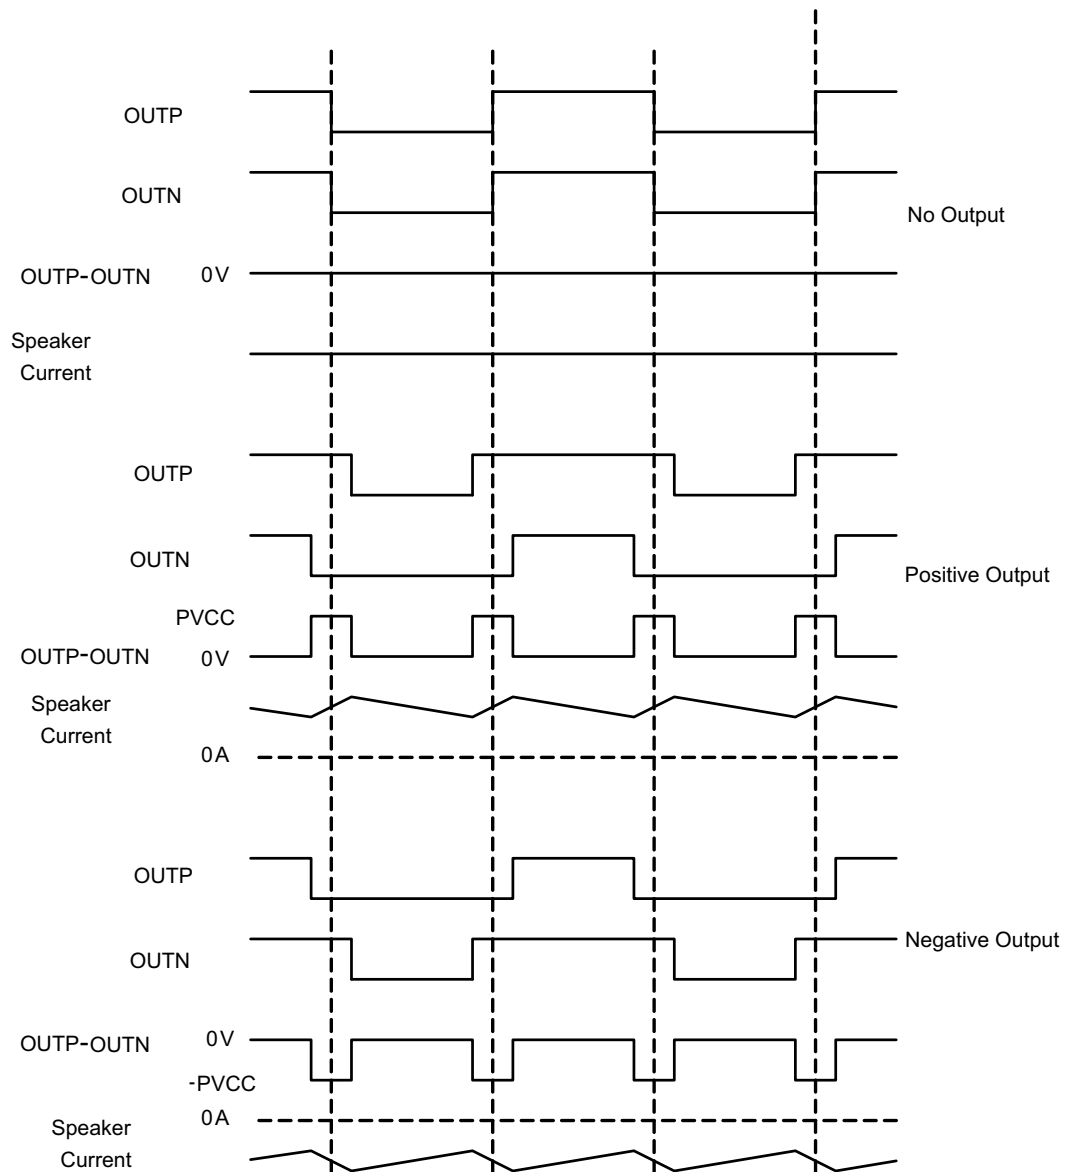 OUTP
OUTN
No Output
OUTP-OUTN 0V
Speaker
Current
OUTP
OUTN
Positive Output
PVCC
OUTP-OUTN 0V
Speaker
Current
0A
OUTP
Negative Output
OUTN
OUTP-OUTN 0V
-PVCC
0A
Speaker
Current